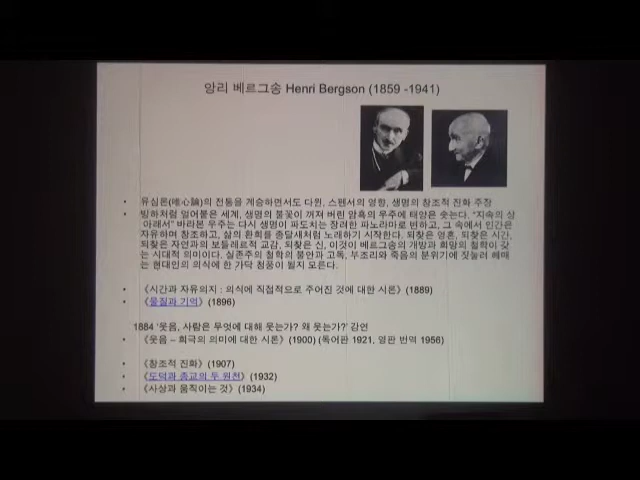 앙리 베르그송 Henri Bergson (1859 -1941)
• 유심론(唯心論)의 전통을 계승하면서도 다윈, 스펜서의 영향, 생명의 창조적 진화 주장
• 빙하처럼 얼어붙은 세계, 생명의 불꽃이 꺼져 버린 암흑의 우주에 태양은 솟는다. “지속의 상
아래서” 바라본 우주는 다시 생명이 파도치는 장려한 파노라마로 변하고, 그 속에서 인간은
자유하며 창조하고, 삶의 환희를 종달새처럼 노래하기 시작한다. 되찾은 영혼, 되찾은 시간,
되찾은 자연과의 보들레르적 교감, 되찾은 신, 이것이 베르그송의 개방과 희망의 철학이 갖
는 시대적 의미이다. 실존주의 철학의 불안과 고독, 부조리와 죽음의 분위기에 짓눌려 헤매
는 현대인의 의식에 한 가닥 청풍이 될지 모른다.
• 《시간과 자유의지 : 의식에 직접적으로 주어진 것에 대한 시론》(1889)
• 《물질과 기억》(1896)
1884 ‘웃음, 사람은 무엇에 대해 웃는가? 왜 웃는가?’ 강연
• 《웃음 – 희극의 의미에 대한 시론》(1900) (독어판 1921, 영판 번역 1956)
• 《창조적 진화》(1907)
• 《도덕과 종교의 두 원천》(1932)
• 《사상과 움직이는 것》(1934)